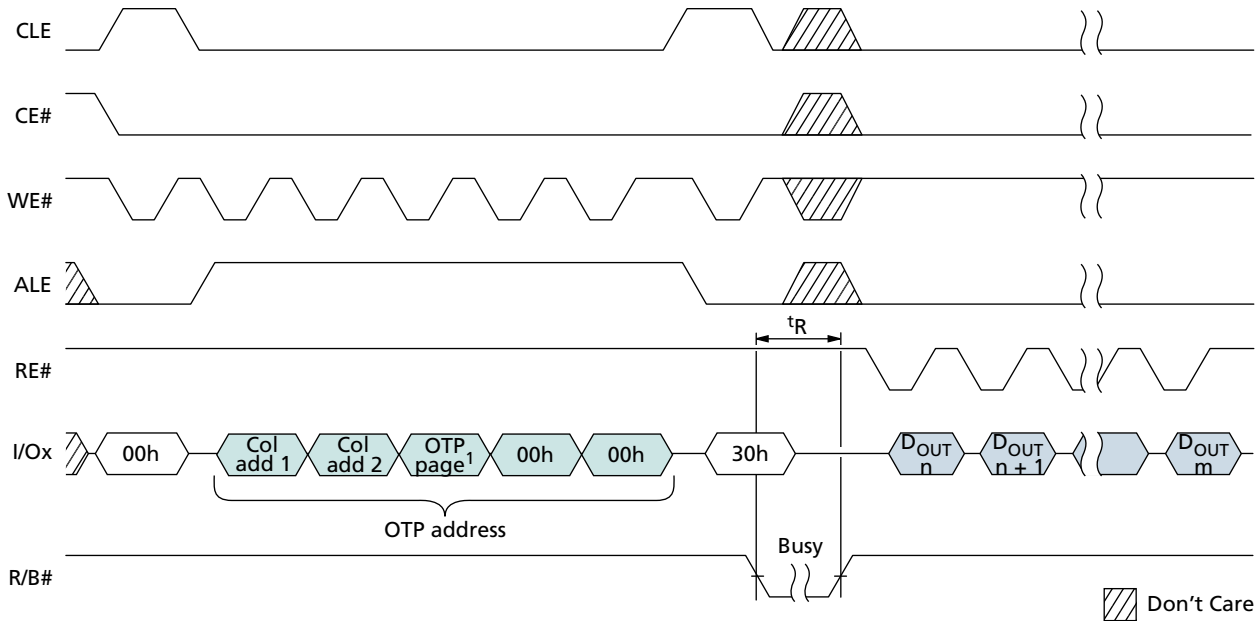 CLE
CE#
WE#
ALE
tR
RE#
I/Ox
00h
Col
add 1
Col
add 2
OTP
page1
00h
00h
30h
DOUT
n
DOUT
n + 1
DOUT
m
OTP address
Busy
R/B#
Don't Care